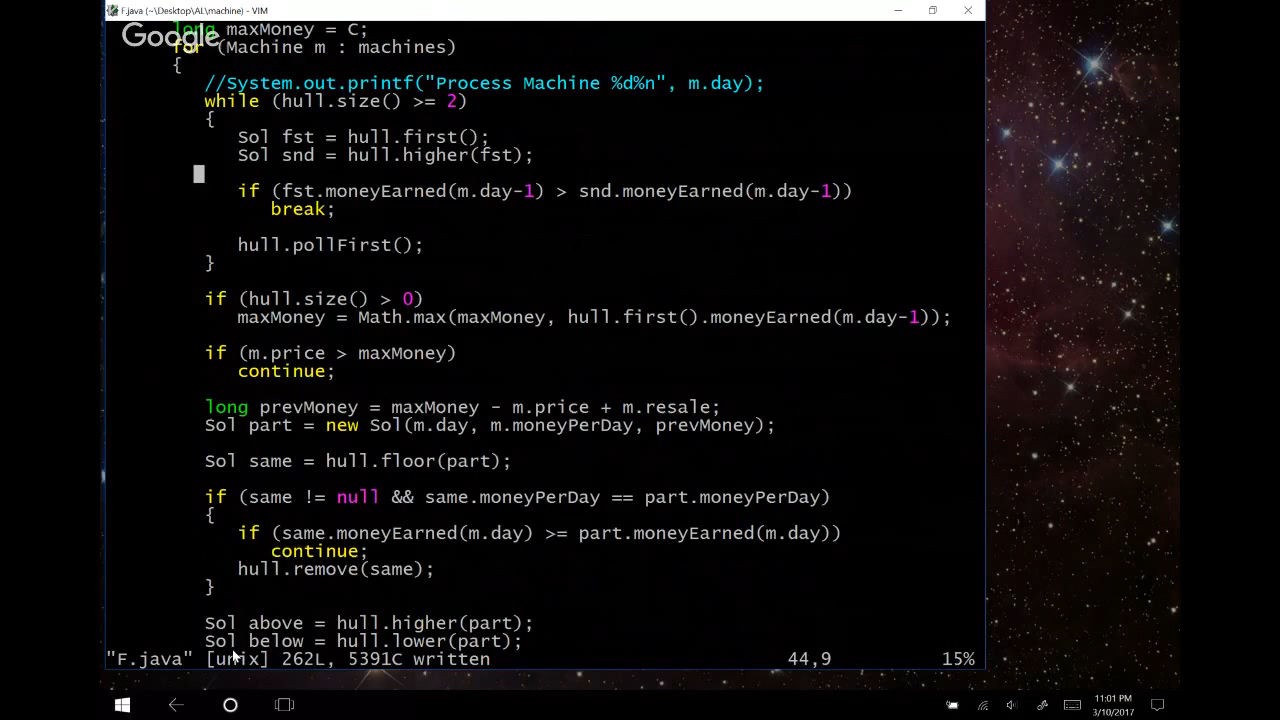 F.java (~\Desktop\AL\machine) - VIM
Google
long maxMoney = C;
for (Machine m : machines)
{
//System.out.printf("Process Machine %d%n", m.day);
while (hull.size() >= 2)
{
Sol fst = hull.first();
Sol snd = hull.higher(fst);
if (fst.moneyEarned(m.day-1) > snd.moneyEarned(m.day-1))
break;
hull.pollFirst();
}
if (hull.size() > 0)
maxMoney = Math.max(maxMoney, hull.first().moneyEarned(m.day-1));
if (m.price > maxMoney)
continue;
long prevMoney = maxMoney - m.price + m.resale;
Sol part = new Sol(m.day, m.moneyPerDay, prevMoney);
Sol same = hull.floor(part);
if (same != null && same.moneyPerDay == part.moneyPerDay)
{
if (same.moneyEarned(m.day) >= part.moneyEarned(m.day))
continue;
hull.remove(same);
}
Sol above = hull.higher(part);
Sol below = hull.lower(part);
"F.java" [unix] 262L, 5391C written 44,9 15%
11:01 PM
3/10/2017